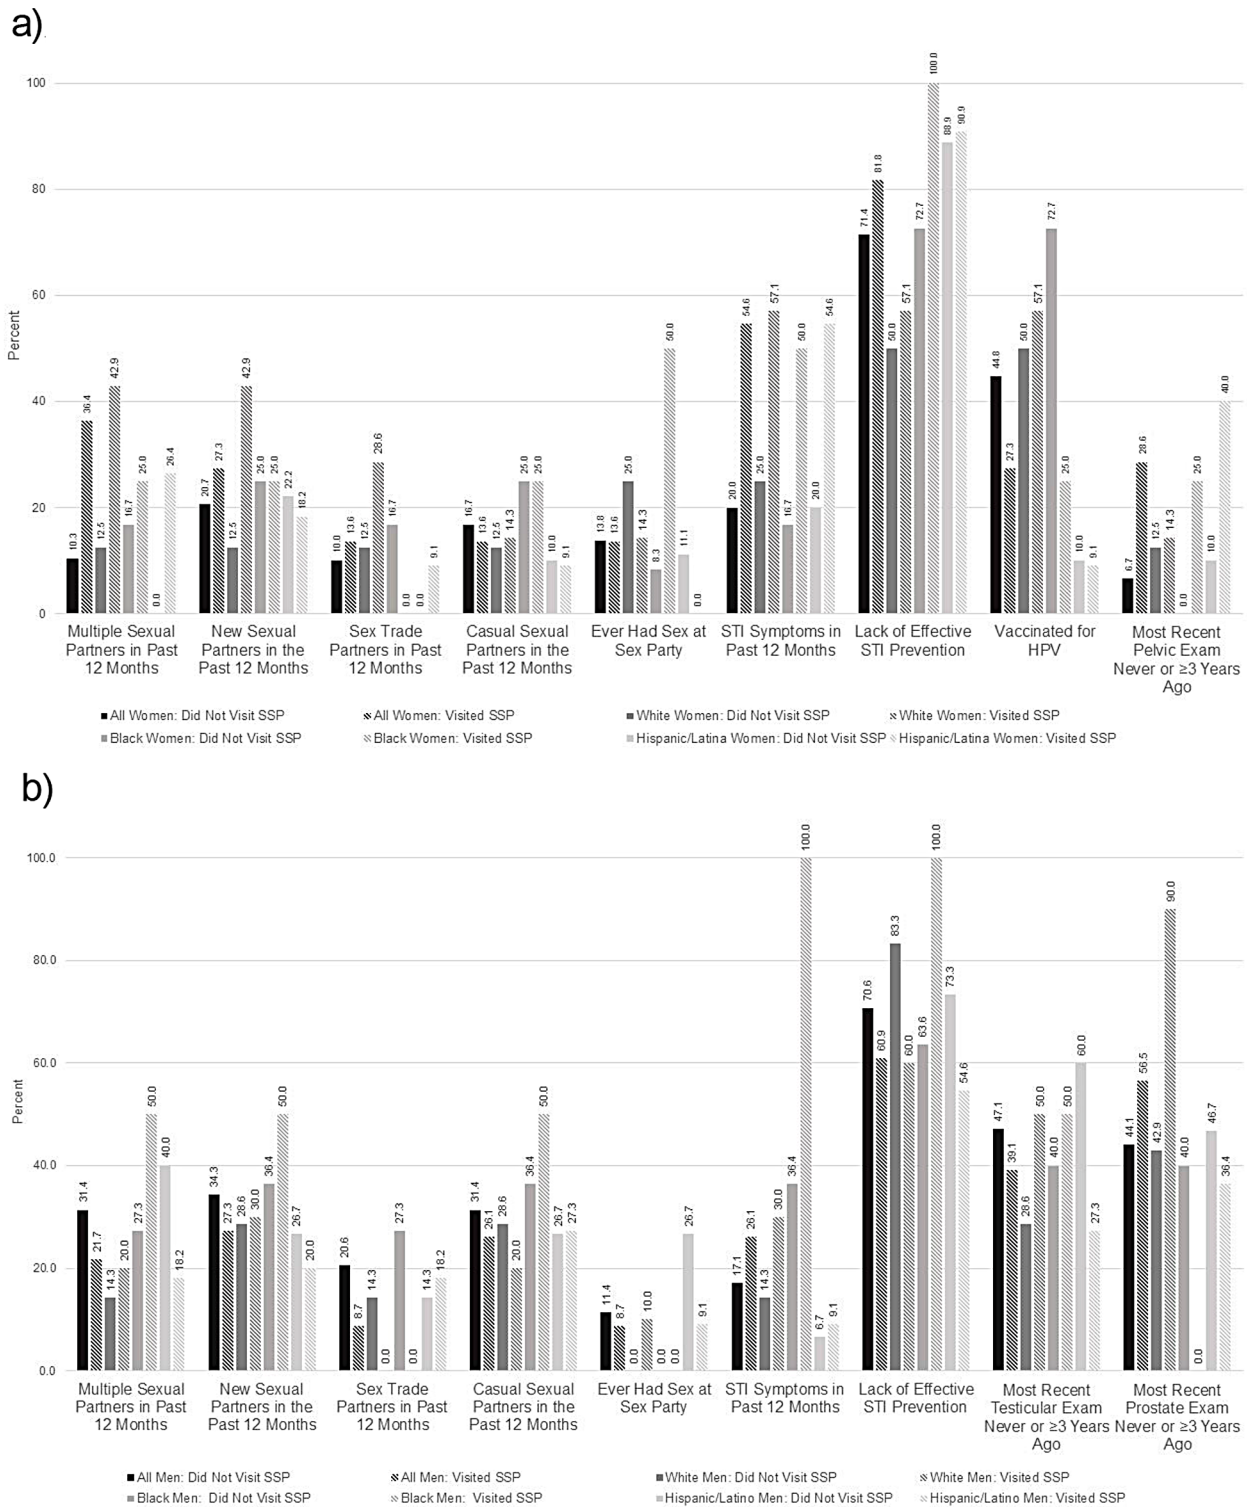 a)
Percent
100
80
60
40
20
0
10.3 36.4 12.5 42.9 16.7 25.0 0.0 26.4
20.7 27.3 12.5 42.9 25.0 25.0 22.2 18.2
10.0 13.6 12.5 28.6 16.7 0.0 0.0 9.1
16.7 13.6 12.5 14.3 25.0 25.0 10.0 9.1
13.8 13.6 25.0 14.3 8.3 50.0 11.1 0.0
20.0 54.6 25.0 57.1 16.7 50.0 20.0 54.6
71.4 81.8 50.0 57.1 72.7 100.0 88.9 90.9
44.8 27.3 50.0 57.1 72.7 25.0 10.0 9.1
6.7 28.6 12.5 14.3 0.0 25.0 10.0 40.0
Multiple Sexual
Partners in Past
12 Months
New Sexual
Partners in the
Past 12 Months
Sex Trade
Partners in Past
12 Months
Casual Sexual
Partners in the
Past 12 Months
Ever Had Sex at
Sex Party
STI Symptoms in
Past 12 Months
Lack of Effective
STI Prevention
Vaccinated for
HPV
Most Recent
Pelvic Exam
Never or ≥3 Years
Ago
All Women: Did Not Visit SSP All Women: Visited SSP White Women: Did Not Visit SSP White Women: Visited SSP
Black Women: Did Not Visit SSP Black Women: Visited SSP Hispanic/Latina Women: Did Not Visit SSP Hispanic/Latina Women: Visited SSP
b)
Percent
100.0
80.0
60.0
40.0
20.0
0.0
31.4 21.7 14.3 20.0 27.3 50.0 40.0 18.2
34.3 27.3 28.6 30.0 36.4 50.0 26.7 20.0
20.6 8.7 14.3 0.0 27.3 0.0 14.3 18.2
31.4 26.1 28.6 20.0 36.4 50.0 26.7 27.3
11.4 8.7 0.0 10.0 0.0 0.0 26.7 9.1
17.1 26.1 14.3 30.0 36.4 100.0 6.7 9.1
70.6 60.9 83.3 60.0 63.6 100.0 73.3 54.6
47.1 39.1 28.6 50.0 40.0 50.0 60.0 27.3
44.1 56.5 42.9 90.0 40.0 0.0 46.7 36.4
Multiple Sexual
Partners in Past
12 Months
New Sexual
Partners in the
Past 12 Months
Sex Trade
Partners in Past
12 Months
Casual Sexual
Partners in the
Past 12 Months
Ever Had Sex at
Sex Party
STI Symptoms in
Past 12 Months
Lack of Effective
STI Prevention
Most Recent
Testicular Exam
Never or ≥3 Years
Ago
Most Recent
Prostate Exam
Never or ≥3 Years
Ago
All Men: Did Not Visit SSP All Men: Visited SSP White Men: Did Not Visit SSP White Men: Visited SSP
Black Men: Did Not Visit SSP Black Men: Visited SSP Hispanic/Latino Men: Did Not Visit SSP Hispanic/Latino Men: Visited SSP